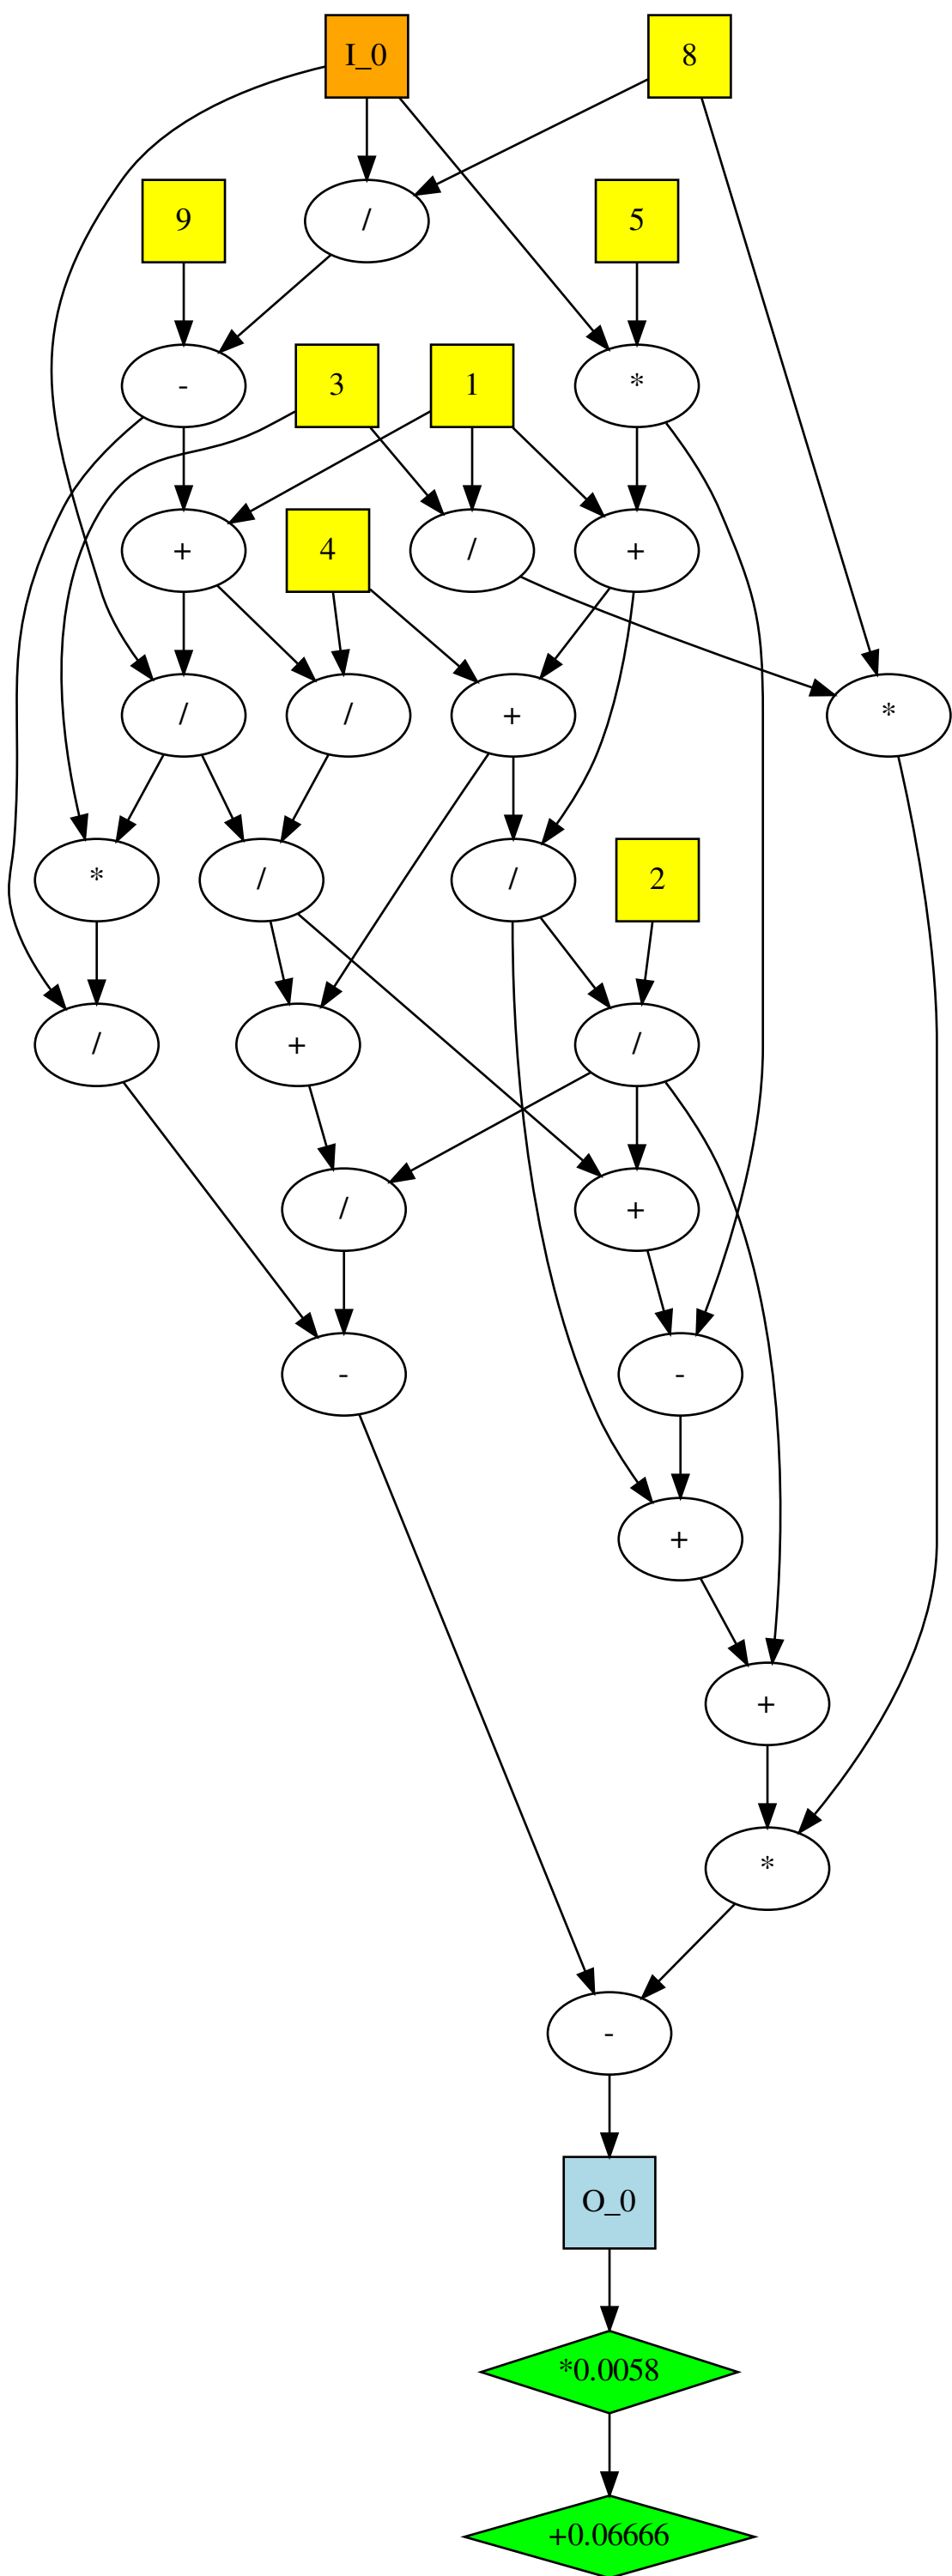 I_0 8
9 / 5
- 3 1 *
+ 4 / +
/ / + *
* / / 2
/ + /
/ +
- -
+
+
*
-
O_0
*0.0058
+0.06666